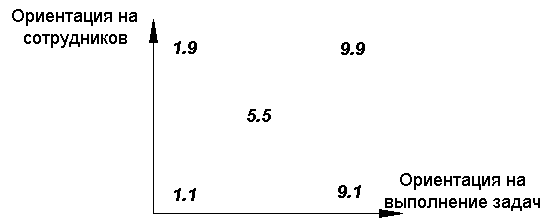 Ориентация на
сотрудников
1.9
9.9
5.5
1.1
9.1
Ориентация на
выполнение задач